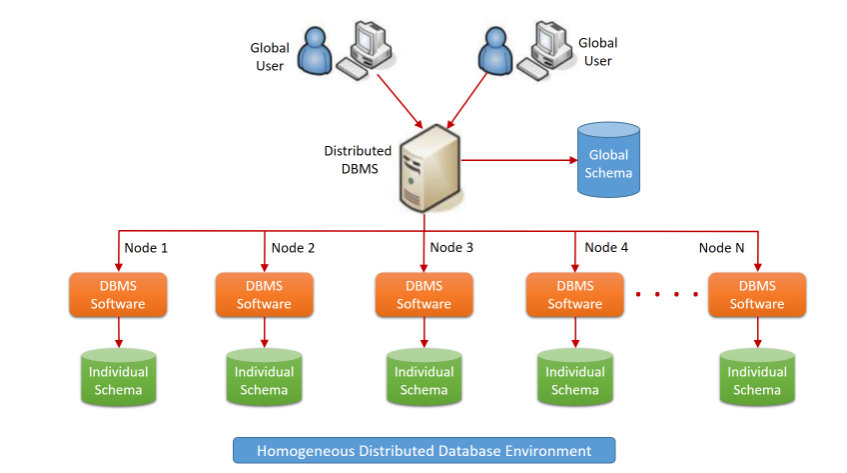 Global
User
Global
User
Distributed
DBMS
Global
Schema
Node 1
Node 2
Node 3
Node 4
Node N
DBMS
Software
DBMS
Software
DBMS
Software
DBMS
Software
DBMS
Software
Individual
Schema
Individual
Schema
Individual
Schema
Individual
Schema
Individual
Schema
Homogeneous Distributed Database Environment